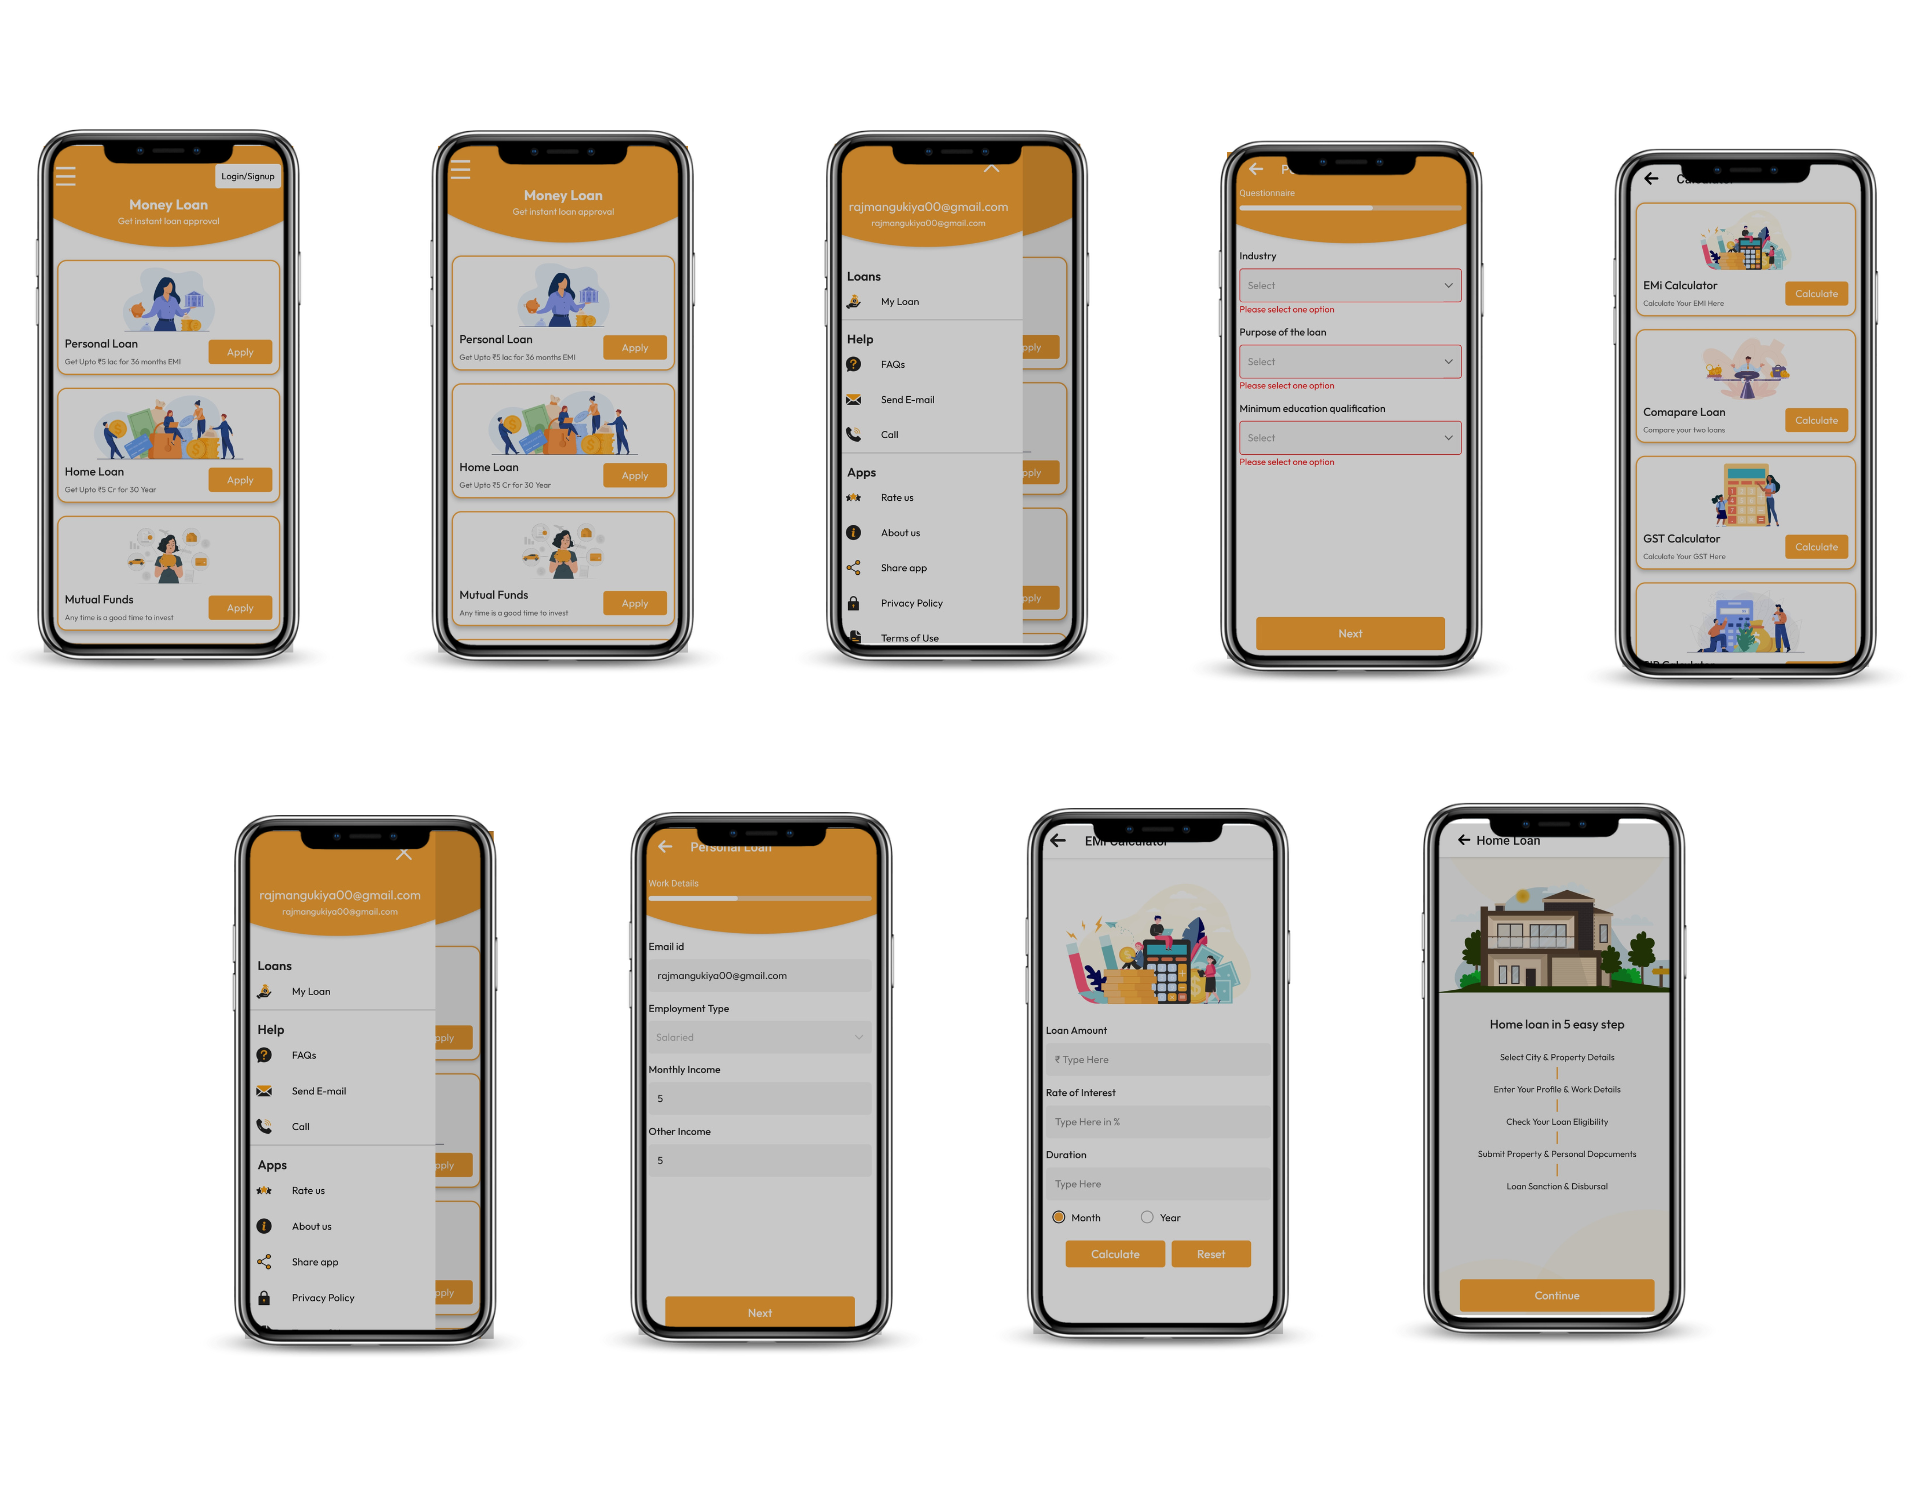 Login/Signup
Money Loan
Get instant loan approval
Personal Loan
Get Upto ₹5 lac for 36 months EMI
Apply
Home Loan
Get Upto ₹5 Cr for 30 Year
Apply
Mutual Funds
Any time is a good time to invest
Apply
Money Loan
Get instant loan approval
Personal Loan
Get Upto ₹5 lac for 36 months EMI
Apply
Home Loan
Get Upto ₹5 Cr for 30 Year
Apply
Mutual Funds
Any time is a good time to invest
Apply
rajmangukiya00@gmail.com
rajmangukiya00@gmail.com
Loans
My Loan
Help
FAQs
Send E-mail
Call
Apps
Rate us
About us
Share app
Privacy Policy
Terms of Use
pply
pply
pply
Questionnaire
Industry
Select
Please select one option
Purpose of the loan
Select
Please select one option
Minimum education qualification
Select
Please select one option
Next
EMi Calculator
Calculate Your EMI Here
Calculate
Comapare Loan
Compare your two loans
Calculate
GST Calculator
Calculate Your GST Here
Calculate
rajmangukiya00@gmail.com
rajmangukiya00@gmail.com
Loans
My Loan
Help
FAQs
Send E-mail
Call
Apps
Rate us
About us
Share app
Privacy Policy
pply
pply
pply
Personal Loan
Work Details
Email id
rajmangukiya00@gmail.com
Employment Type
Salaried
Monthly Income
5
Other Income
5
Next
EMI Calculator
Loan Amount
₹ Type Here
Rate of Interest
Type Here in %
Duration
Type Here
Month
Year
Calculate
Reset
Home Loan
Home loan in 5 easy step
Select City & Property Details
Enter Your Profile & Work Details
Check Your Loan Eligibility
Submit Property & Personal Dopcuments
Loan Sanction & Disbursal
Continue